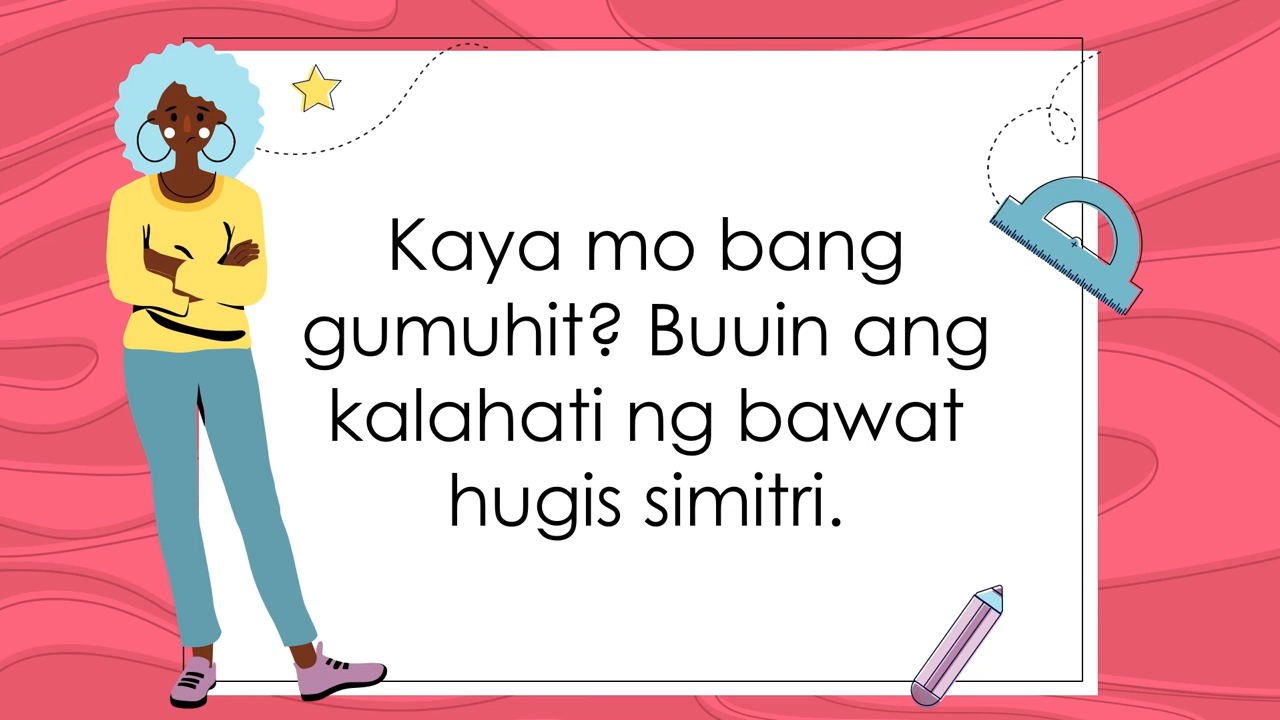 Kaya mo bang
gumuhit? Buuin ang
kalahati ng bawat
hugis simitri.